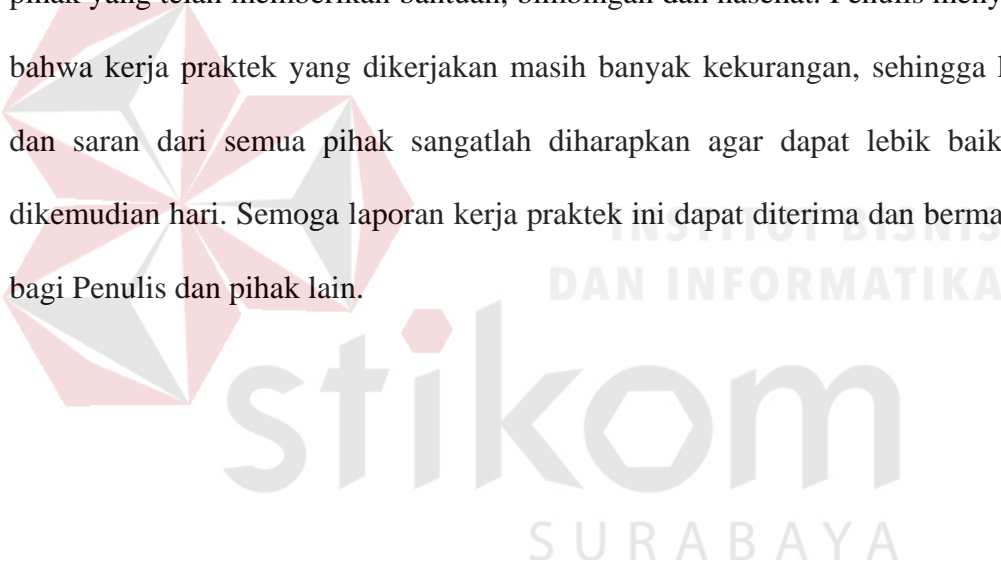 bahwa kerja praktek yang dikerjakan masih banyak kekurangan, sehingga
dan saran dari semua pihak sangatlah diharapkan agar dapat lebik baik
dikemudian hari. Semoga laporan kerja praktek ini dapat diterima dan
bagi Penulis dan pihak lain.
INSTITUT BISNIS
DAN INFORMATIKA
stikom
SURABAYA